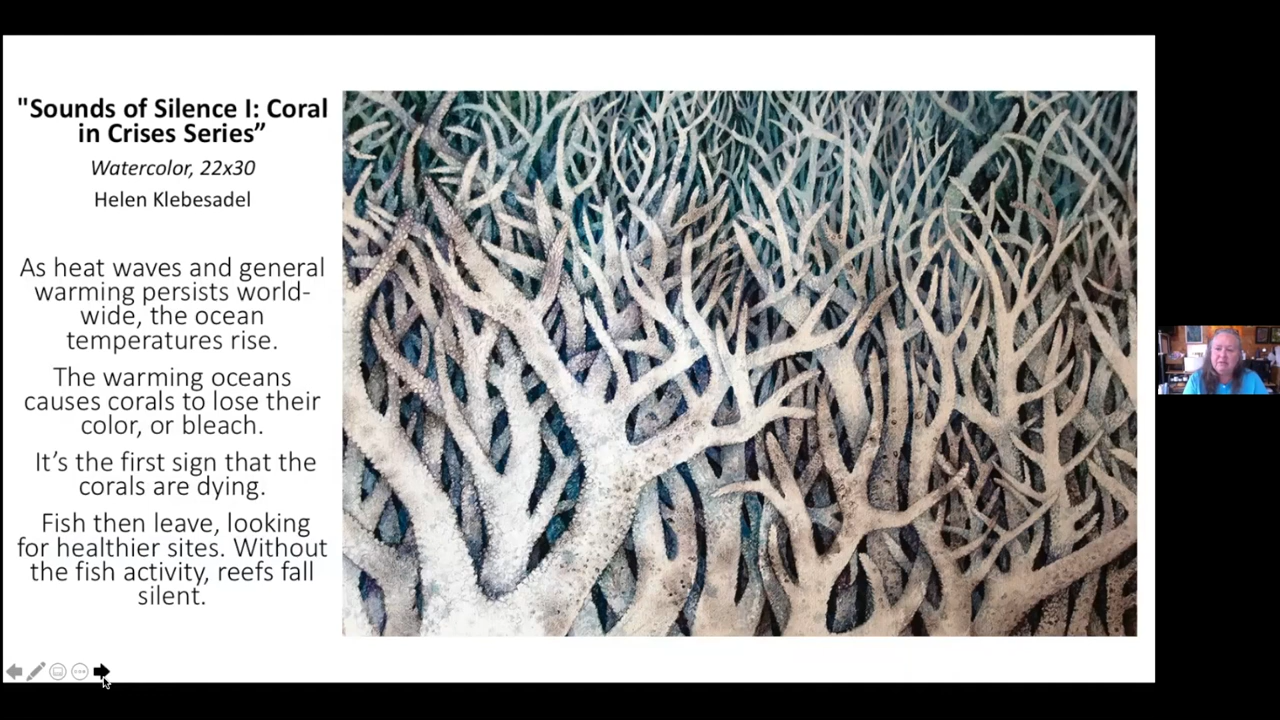 "Sounds of Silence I: Coral
in Crises Series”
Watercolor, 22x30
Helen Klebesadel
As heat waves and general
warming persists world-
wide, the ocean
temperatures rise.
The warming oceans
causes corals to lose their
color, or bleach.
It’s the first sign that the
corals are dying.
Fish then leave, looking
for healthier sites. Without
the fish activity, reefs fall
silent.